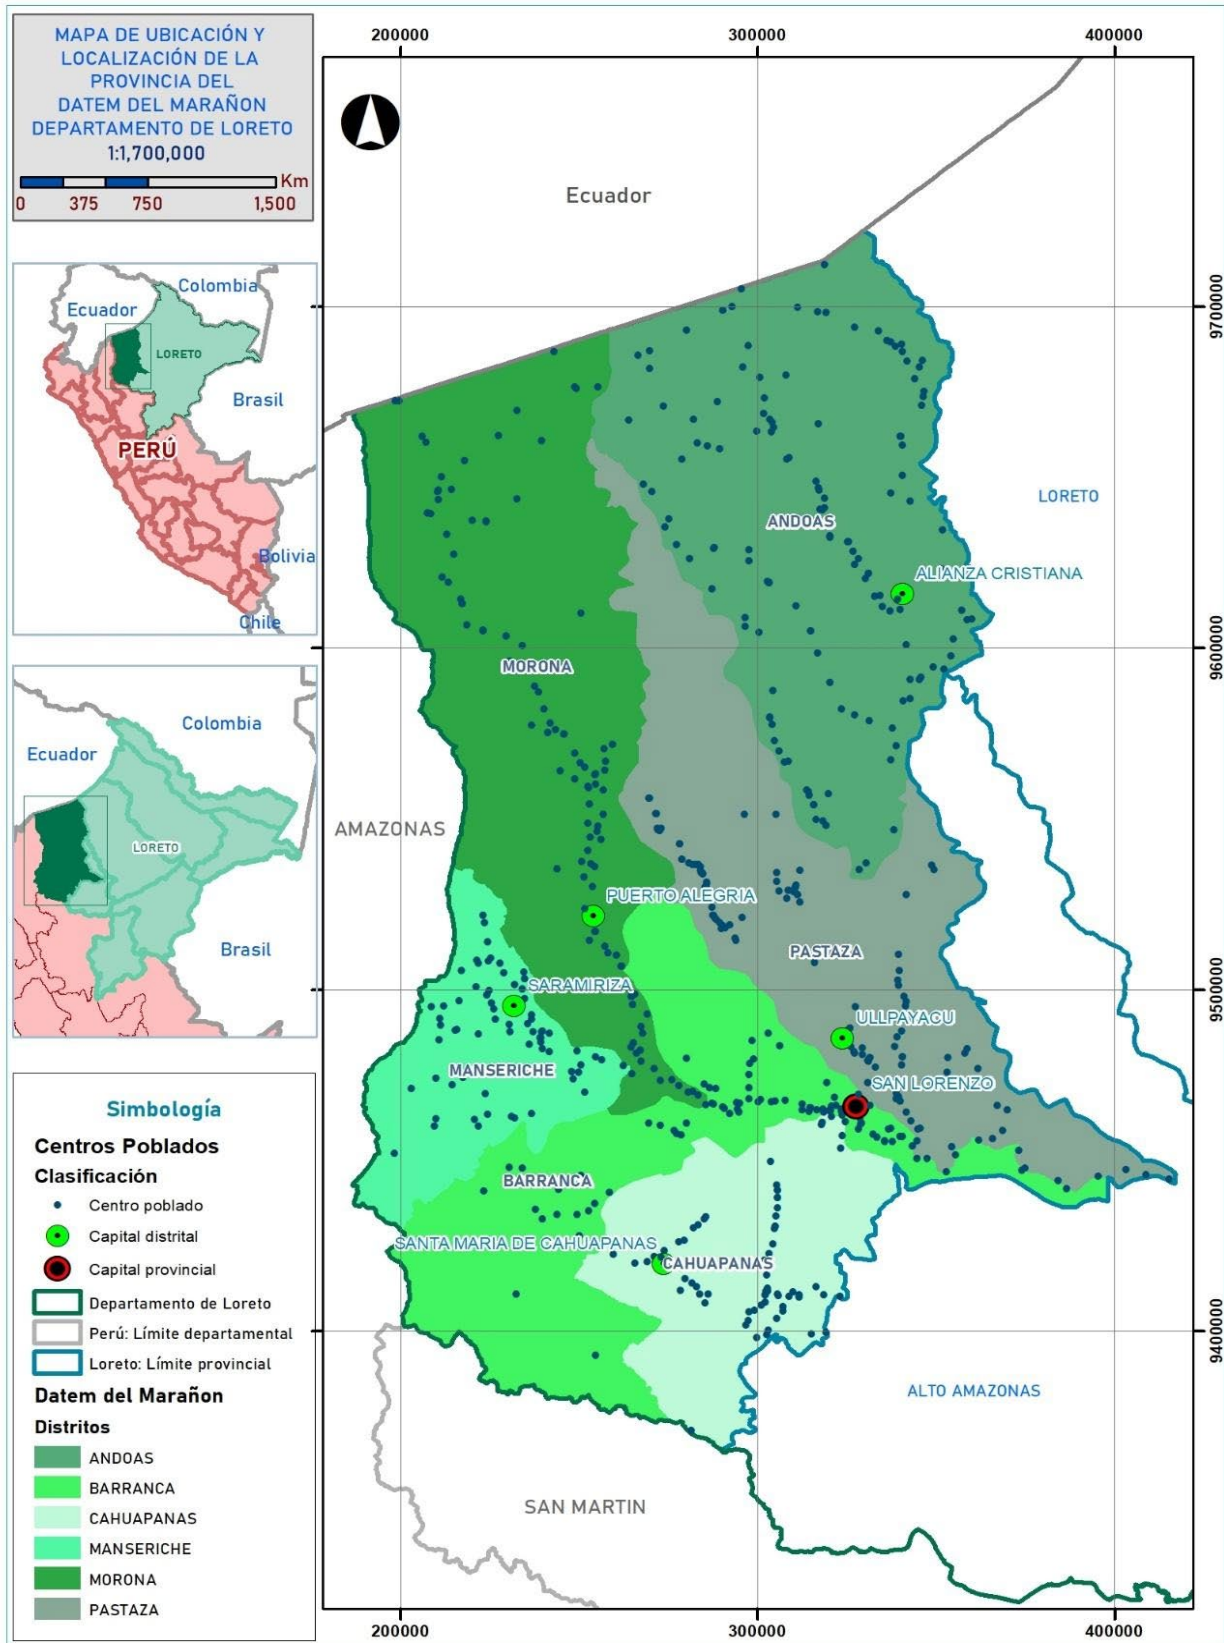 MAPA DE UBICACIÓN Y
LOCALIZACIÓN DE LA
PROVINCIA DEL
DATEM DEL MARAÑON
DEPARTAMENTO DE LORETO
1:1,700,000
Km
0 375 750 1,500
Colombia
Ecuador
LORETO
Brasil
PERÚ
Bolivia
Chile
Colombia
Ecuador
LORETO
Brasil
Simbología
Centros Poblados
Clasificación
Centro poblado
Capital distrital
Capital provincial
Departamento de Loreto
Perú: Límite departamental
Loreto: Límite provincial
Datem del Marañon
Distritos
ANDOAS
BARRANCA
CAHUAPANAS
MANSERICHE
MORONA
PASTAZA
200000 300000 400000
Ecuador
9700000
LORETO
ANDOAS
ALIANZA CRISTIANA
9600000
MORONA
AMAZONAS
PUERTO ALEGRIA
PASTAZA
9500000
SARAMIRIZA
ULLPAYACU
MANSERICHE
SAN LORENZO
BARRANCA
SANTA MARIA DE CAHUAPANAS
CAHUAPANAS
9400000
ALTO AMAZONAS
SAN MARTIN
200000 300000 400000